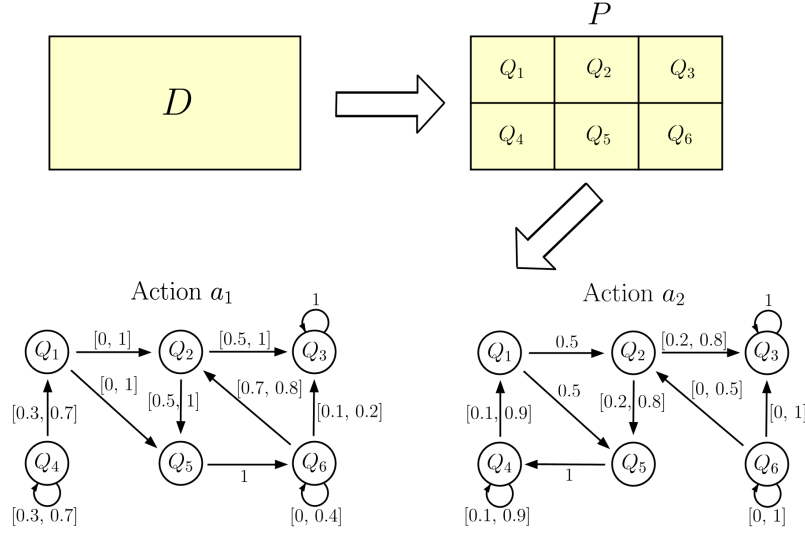 P
D
Q1 Q2 Q3
Q4 Q5 Q6
Action a1
1
Q1 [0, 1] Q2 [0.5, 1] Q3
[0, 1] [0.5, 1] [0.7, 0.8]
[0.3, 0.7] [0.1, 0.2]
Q4 Q5 1 Q6
[0.3, 0.7] [0, 0.4]
Action a2
1
Q1 0.5 Q2 [0.2, 0.8] Q3
0.5 [0.2, 0.8] [0, 0.5]
[0.1, 0.9] [0, 1]
Q4 1 Q5 Q6
[0.1, 0.9] [0, 1]